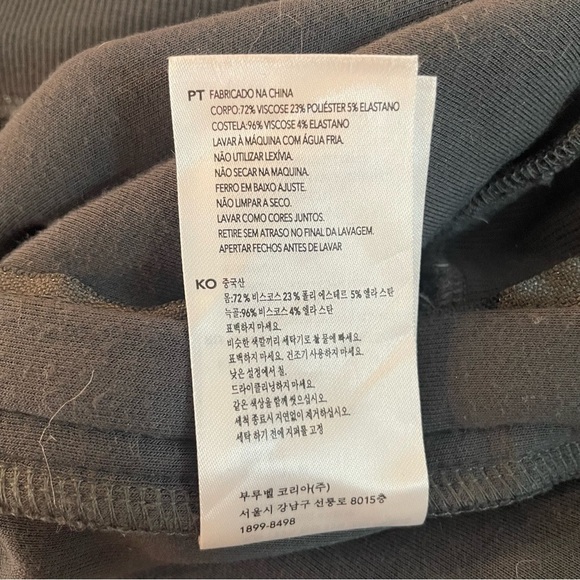 PT FABRICADO NA CHINA
CORPO:72% VISCOSE 23% POLIÉSTER 5% ELASTANO
COSTELA:96% VISCOSE 4% ELASTANO
LAVAR À MÁQUINA COM ÁGUA FRIA.
NÃO UTILIZAR LEXÍVIA.
NÃO SECAR NA MAQUINA.
FERRO EM BAIXO AJUSTE.
NÃO LIMPAR A SECO.
LAVAR COMO CORES JUNTOS.
RETIRE SEM ATRASO NO FINAL DA LAVAGEM.
APERTAR FECHOS ANTES DE LAVAR
KO 중국산
몸:72 % 비스코스 23 % 폴리 에스테르 5% 엘라 스탄
늑골:96% 비스코스 4% 엘라 스탄
표백하지 마세요.
비슷한 색깔끼리 세탁기로 찰 물에 빠세요.
표백하지 마세요. 건조기 사용하지 마세요.
낮은 설정에서 철.
드라이클리닝하지 마세요.
같은 색상을 함께 씻으십시오.
세척 종료시 지연없이 제거하십시오.
세탁 하기 전에 지퍼를 고정
부루벨 코리아(주)
서울시 강남구 선릉로 8015층
1899-8498